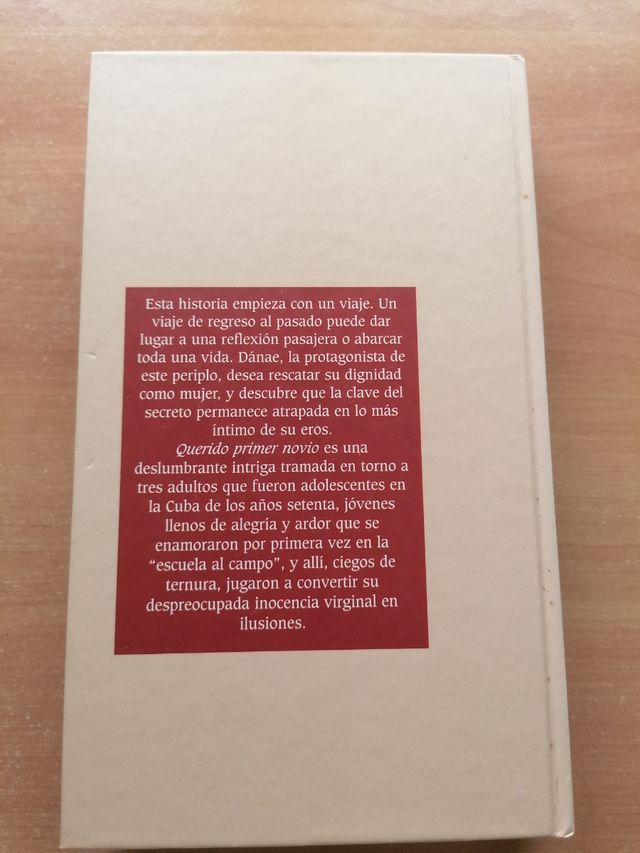 Esta historia empieza con un viaje. Un
viaje de regreso al pasado puede dar
lugar a una reflexión pasajera o abarcar
toda una vida. Dánae, la protagonista de
este periplo, desea rescatar su dignidad
como mujer, y descubre que la clave del
secreto permanece atrapada en lo más
íntimo de su eros.
Querido primer novio es una
deslumbrante intriga tramada en torno a
tres adultos que fueron adolescentes en
la Cuba de los años setenta, jóvenes
llenos de alegría y ardor que se
enamoraron por primera vez en la
“escuela al campo”, y allí, ciegos de
ternura, jugaron a convertir su
despreocupada inocencia virginal en
ilusiones.